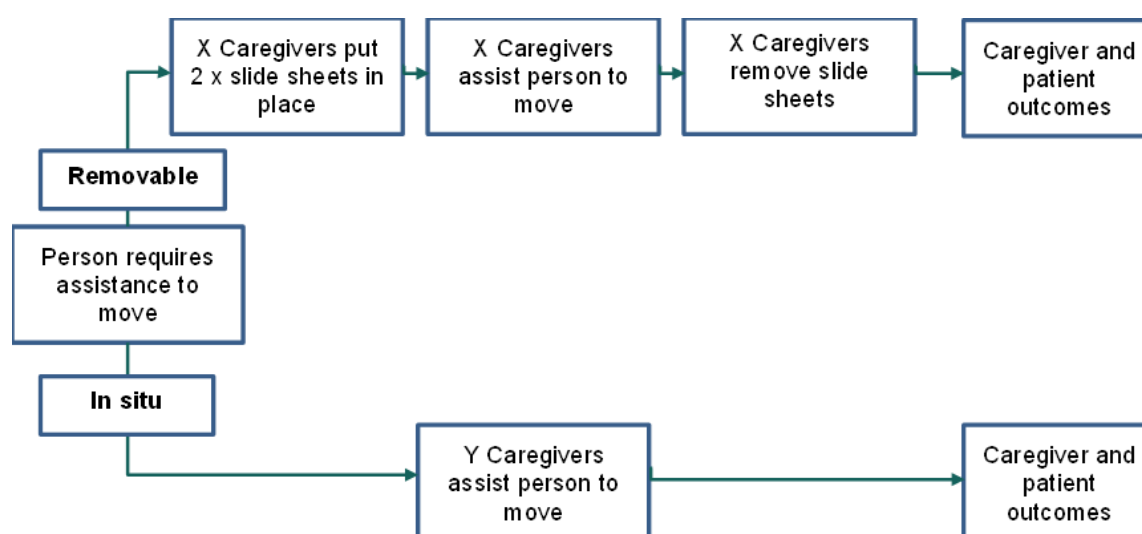 X Caregivers put
2 x slide sheets in
place
X Caregivers
assist person to
move
X Caregivers
remove slide
sheets
Caregiver and
patient
outcomes
Removable
Person requires
assistance to
move
In situ
Y Caregivers
assist person to
move
Caregiver and
patient
outcomes